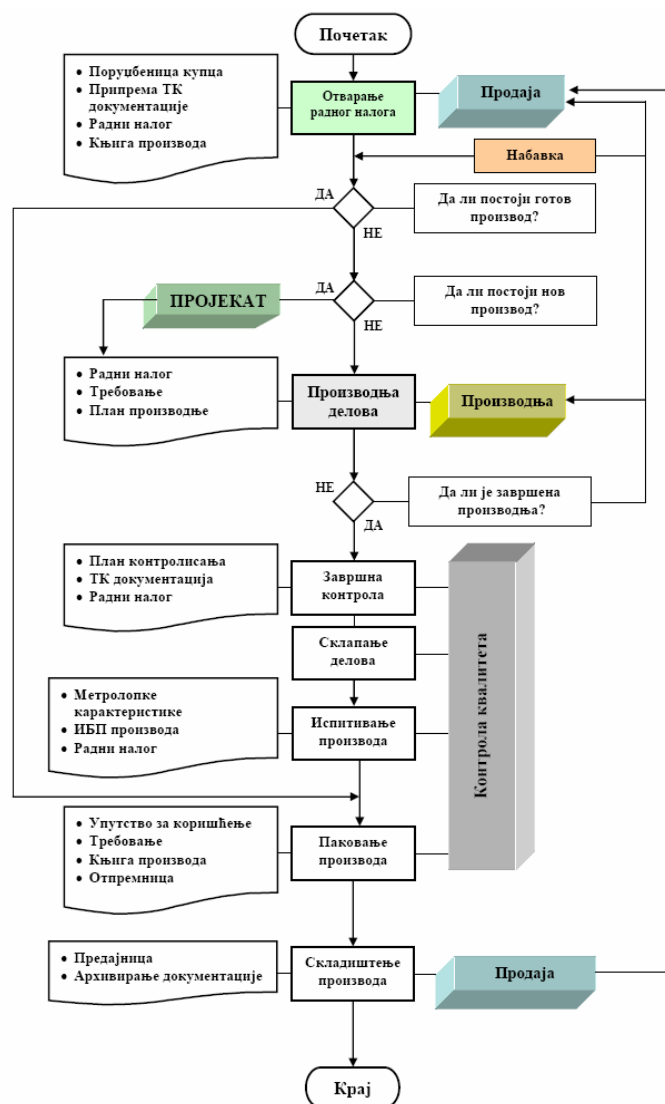 Почетак
• Поруџбеница купца
• Припрема ТК
документације
• Радни налог
• Књига производа
Отварање
радног налога
Продаја
Набавка
ДА
Да ли постоји готов
производ?
НЕ
ПРОЈЕКАТ
ДА
Да ли постоји нов
производ?
НЕ
• Радни налог
• Требовање
• План производње
Производња
делова
Производња
НЕ
Да ли је завршена
производња?
ДА
• План контролисања
• ТК документација
• Радни налог
Завршна
контрола
Склапање
делова
Контрола квалитета
• Метролопке
карактеристике
• ИБП производа
• Радни налог
Испитивање
производа
• Упутство за коришћење
• Требовање
• Књига производа
• Отпремница
Паковање
производа
• Предајница
• Архивирање документације
Складиштење
производа
Продаја
Крај